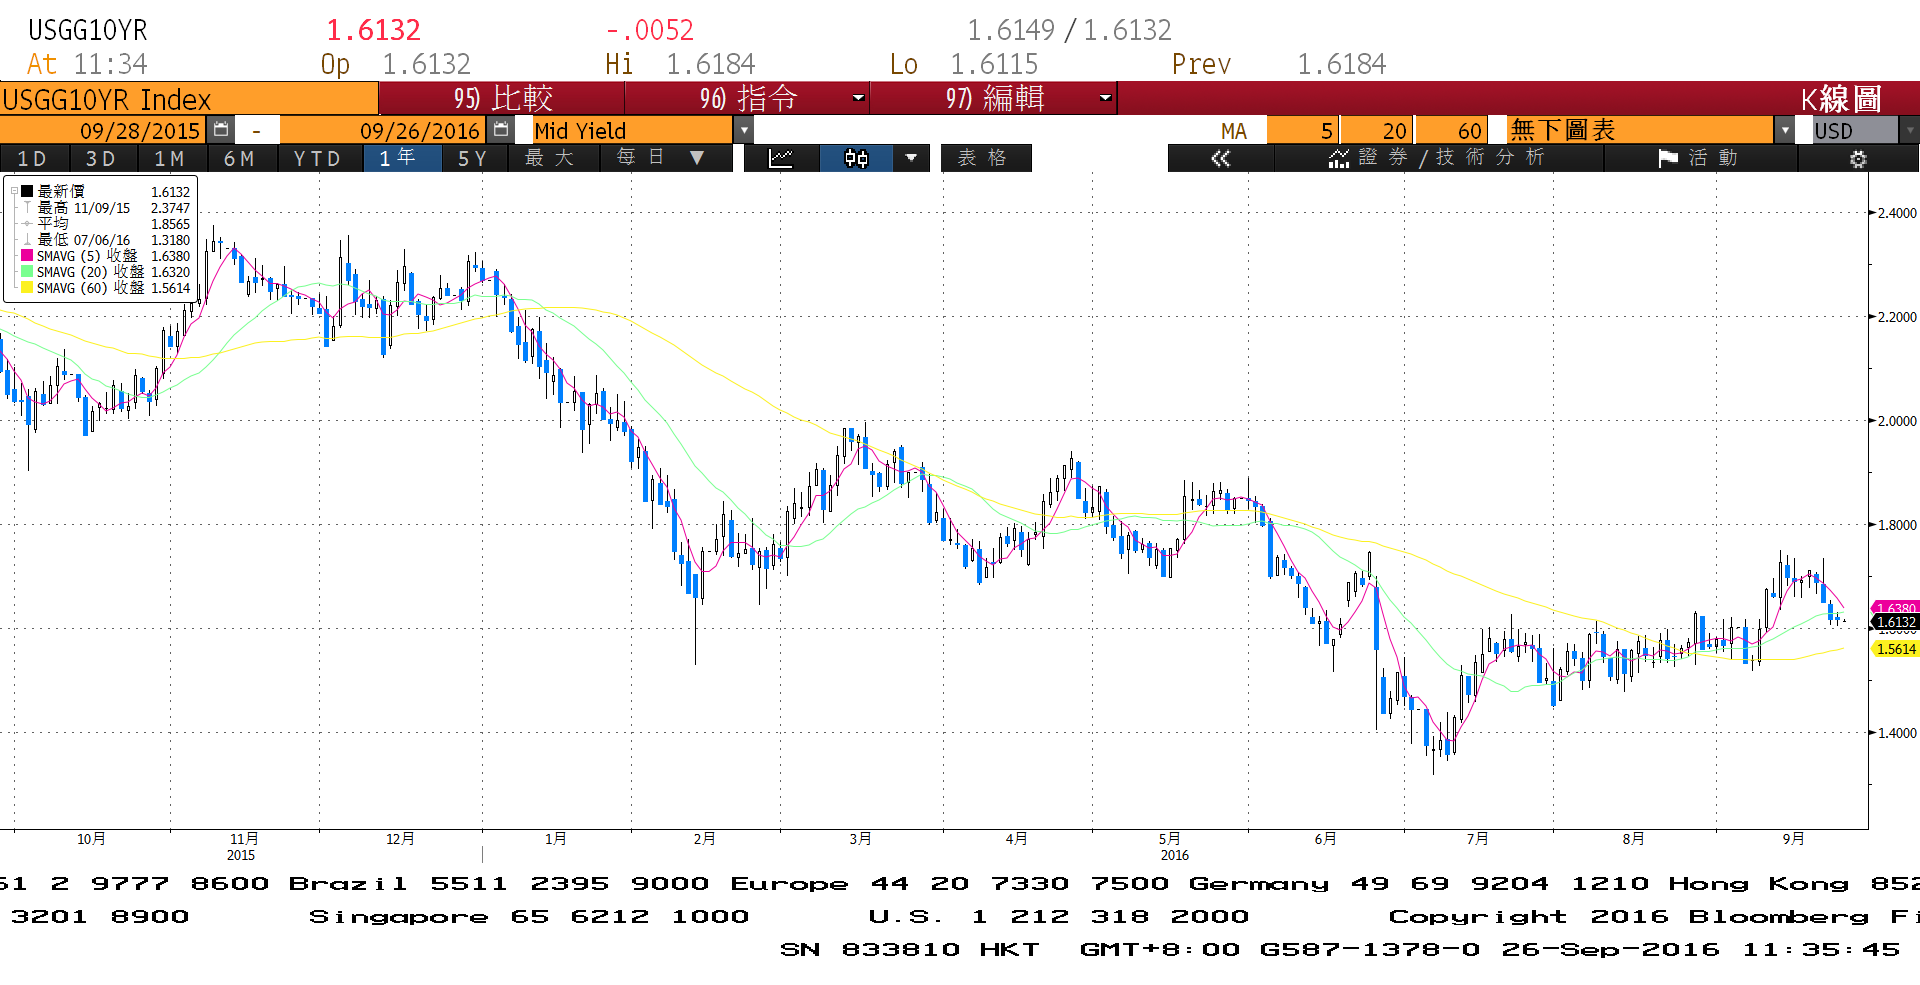 USGG10YR 1.6132 -.0052 1.6149 / 1.6132
At 11:34 Op 1.6132 Hi 1.6184 Lo 1.6115 Prev 1.6184
USGG10YR Index 95) 比較 96) 指令 97) 編輯 K線圖
09/28/2015 - 09/26/2016 Mid Yield MA 5 20 60 無下圖表 USD
1D 3D 1M 6M YTD 1年 5Y 最大 每日 ▼ 表格 證券/技術分析 活動
最新價 1.6132
最高 11/09/15 2.3747
平均 1.8565
最低 07/06/16 1.3180
SMAVG (5) 收盤 1.6380
SMAVG (20) 收盤 1.6320
SMAVG (60) 收盤 1.5614
2.4000
2.2000
2.0000
1.8000
1.6380
1.6132
1.5614
1.4000
10月 11月 12月 1月 2月 3月 4月 5月 6月 7月 8月 9月
2015 2016
61 2 9777 8600 Brazil 5511 2395 9000 Europe 44 20 7330 7500 Germany 49 69 9204 1210 Hong Kong 852
3201 8900 Singapore 65 6212 1000 U.S. 1 212 318 2000 Copyright 2016 Bloomberg Fi
SN 833810 HKT GMT+8:00 G587-1378-0 26-Sep-2016 11:35:45